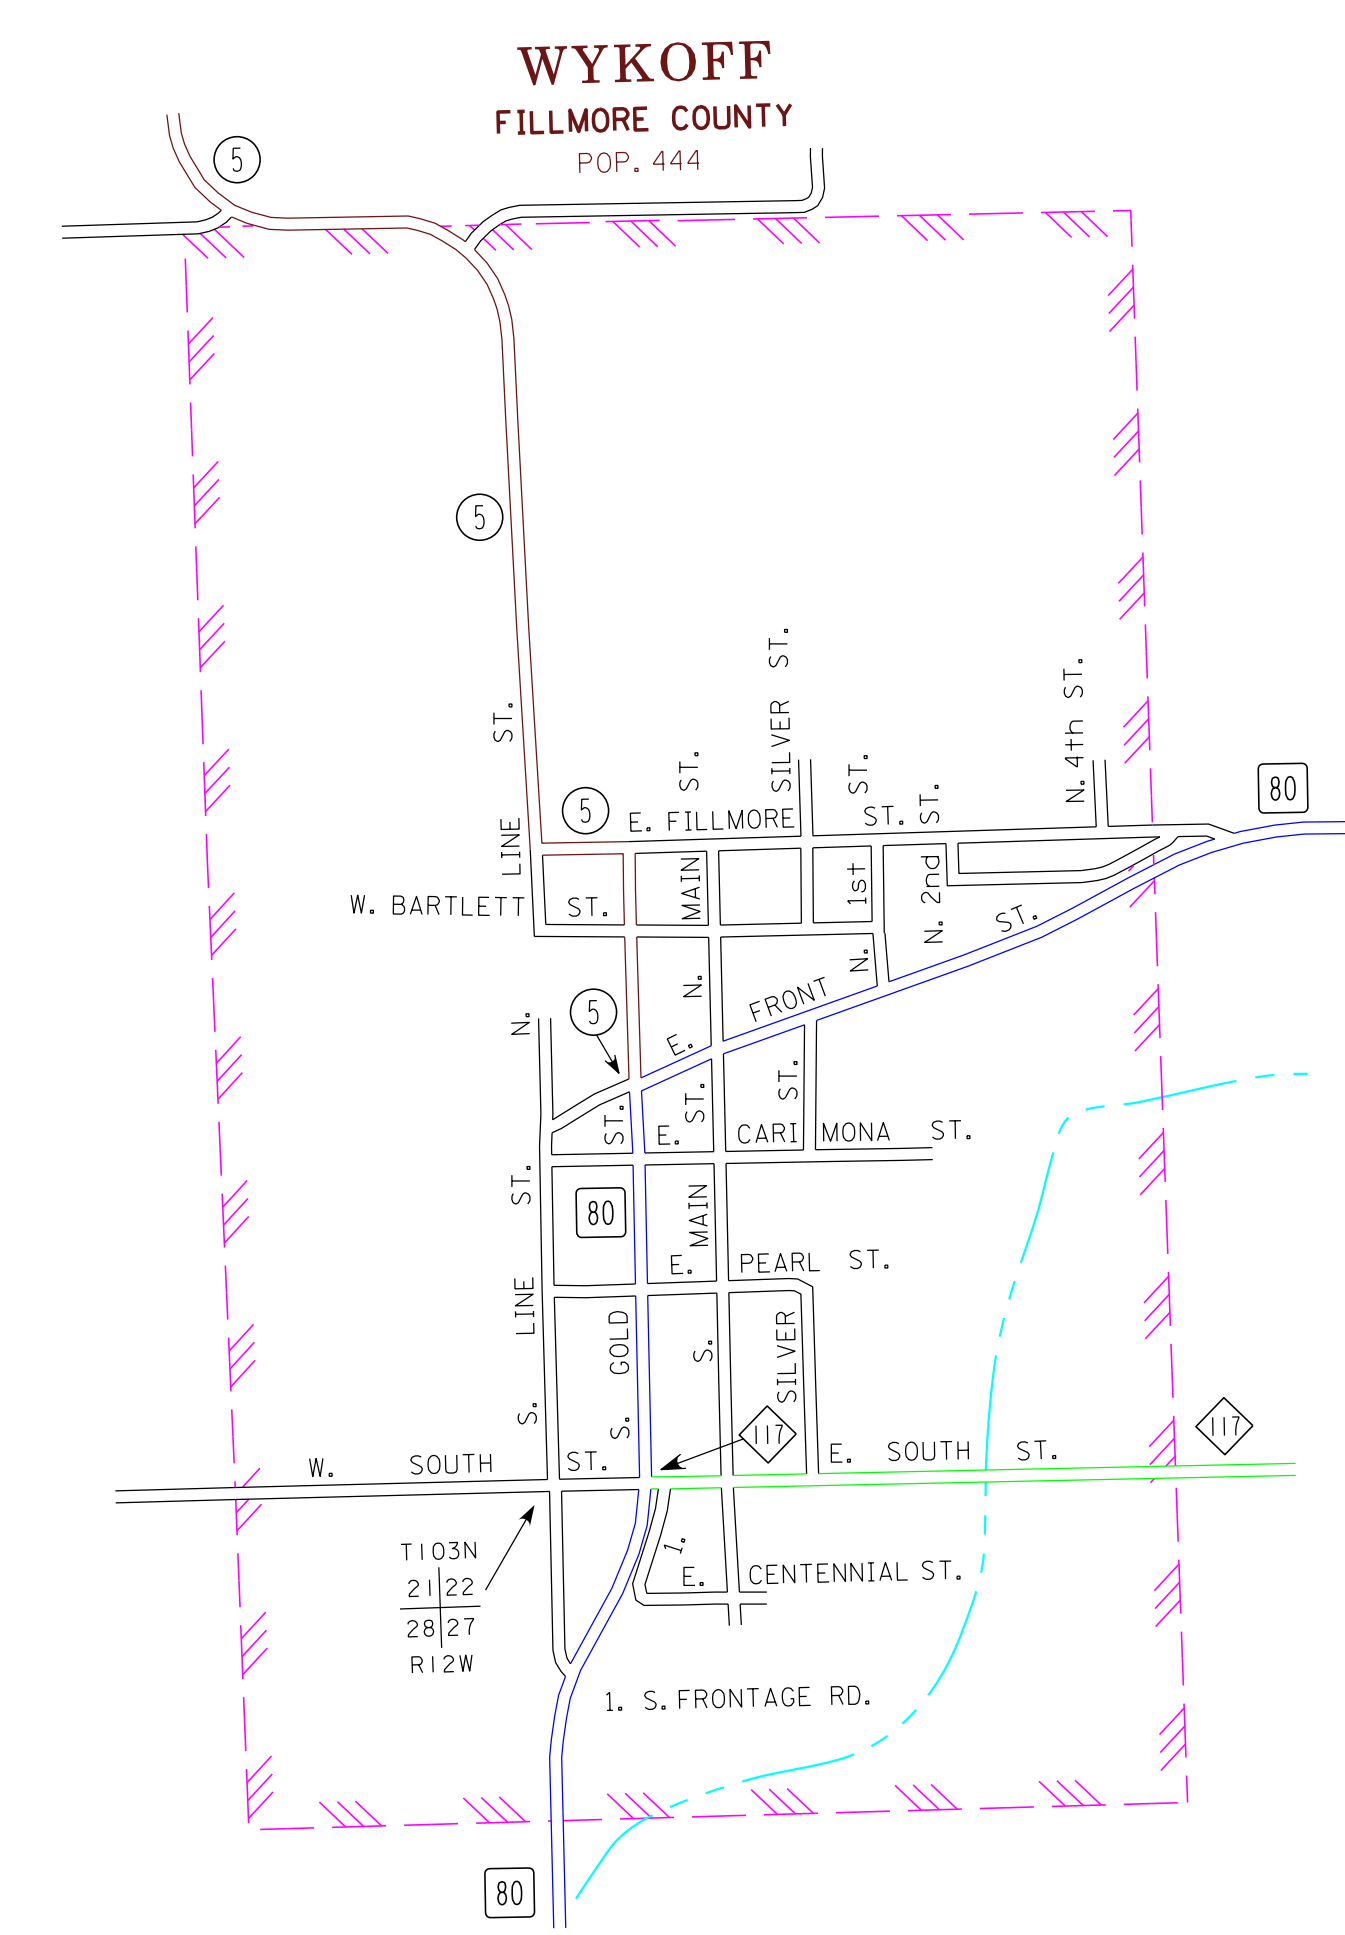 WYKOFF
FILLMORE COUNTY
POP. 444
5
5
N. LINE ST.
N. MAIN ST.
SILVER ST.
N. 1st ST.
N. 2nd ST.
N. 4th ST.
80
5
E. FILLMORE ST.
W. BARTLETT ST.
5
E. FRONT ST.
E. CARIMONA ST.
80
S. LINE ST.
S. GOLD ST.
S. MAIN ST.
SILVER ST.
E. PEARL ST.
117
117
W. SOUTH ST.
E. SOUTH ST.
T103N
21 22
28 27
R12W
1.
E. CENTENNIAL ST.
1. S. FRONTAGE RD.
80